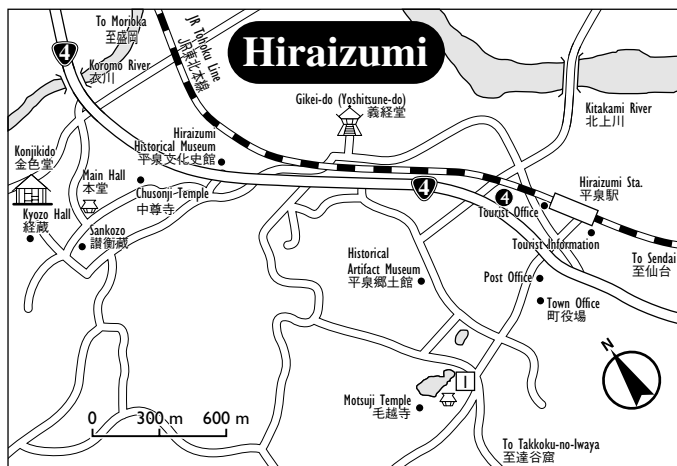 Hiraizumi
To Morioka
至盛岡
4
Koromo River
衣川
JR Tohoku Line
JR東北本線
Gikei-do (Yoshitsune-do)
義経堂
Kitakami River
北上川
Konjikido
金色堂
Main Hall
本堂
Hiraizumi
Historical Museum
平泉文化史館
Chusonji-Temple
中尊寺
Kyozo Hall
経蔵
Sankozo
讃衡蔵
4
4
Tourist Office
Hiraizumi Sta.
平泉駅
Tourist Information
To Sendai
至仙台
Historical
Artifact Museum
平泉郷土館
Post Office
Town Office
町役場
N
1
Motsuji Temple
毛越寺
0 300 m 600 m
To Takkoku-no-Iwaya
至達谷窟